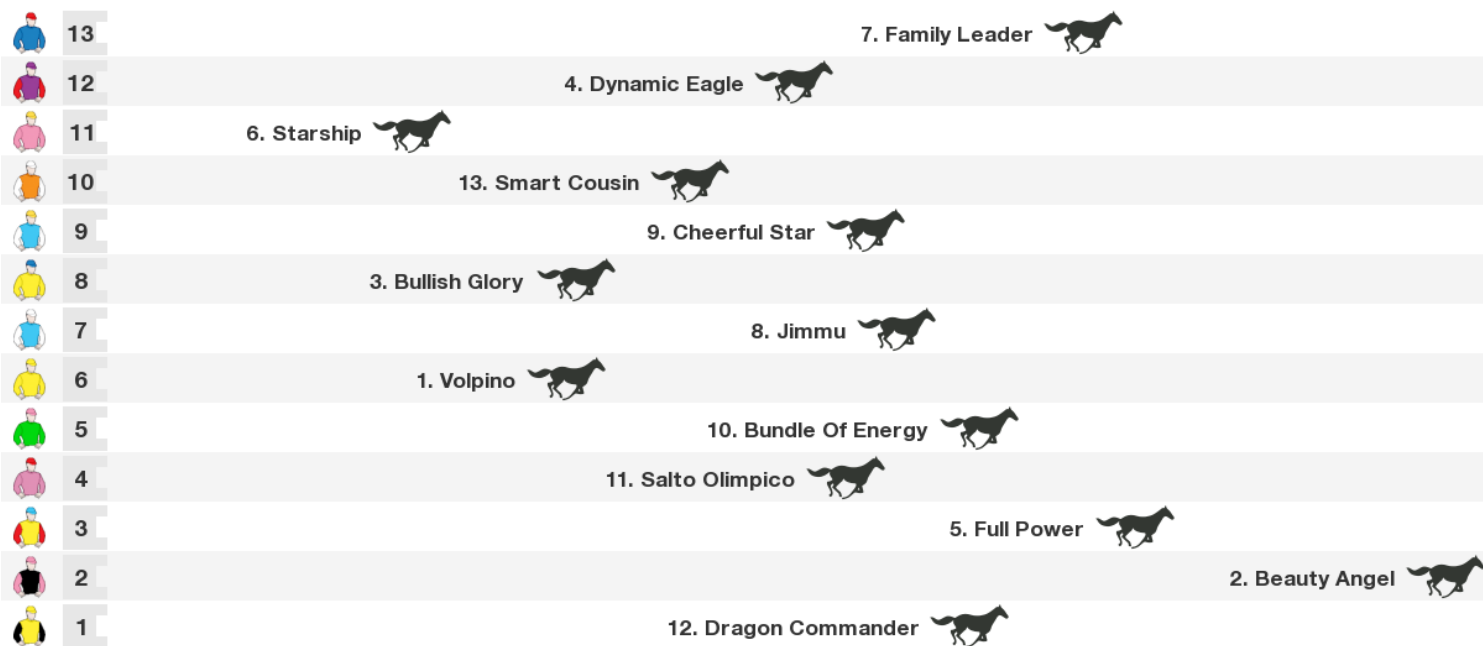 13 7. Family Leader
12 4. Dynamic Eagle
11 6. Starship
10 13. Smart Cousin
9 9. Cheerful Star
8 3. Bullish Glory
7 8. Jimmu
6 1. Volpino
5 10. Bundle Of Energy
4 11. Salto Olimpico
3 5. Full Power
2 2. Beauty Angel
1 12. Dragon Commander